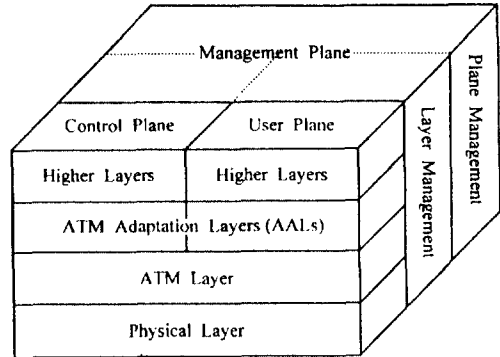 Management Plane
Control Plane
User Plane
Higher Layers
Higher Layers
ATM Adaptation Layers (AALs)
ATM Layer
Physical Layer
Layer Management
Plane Management